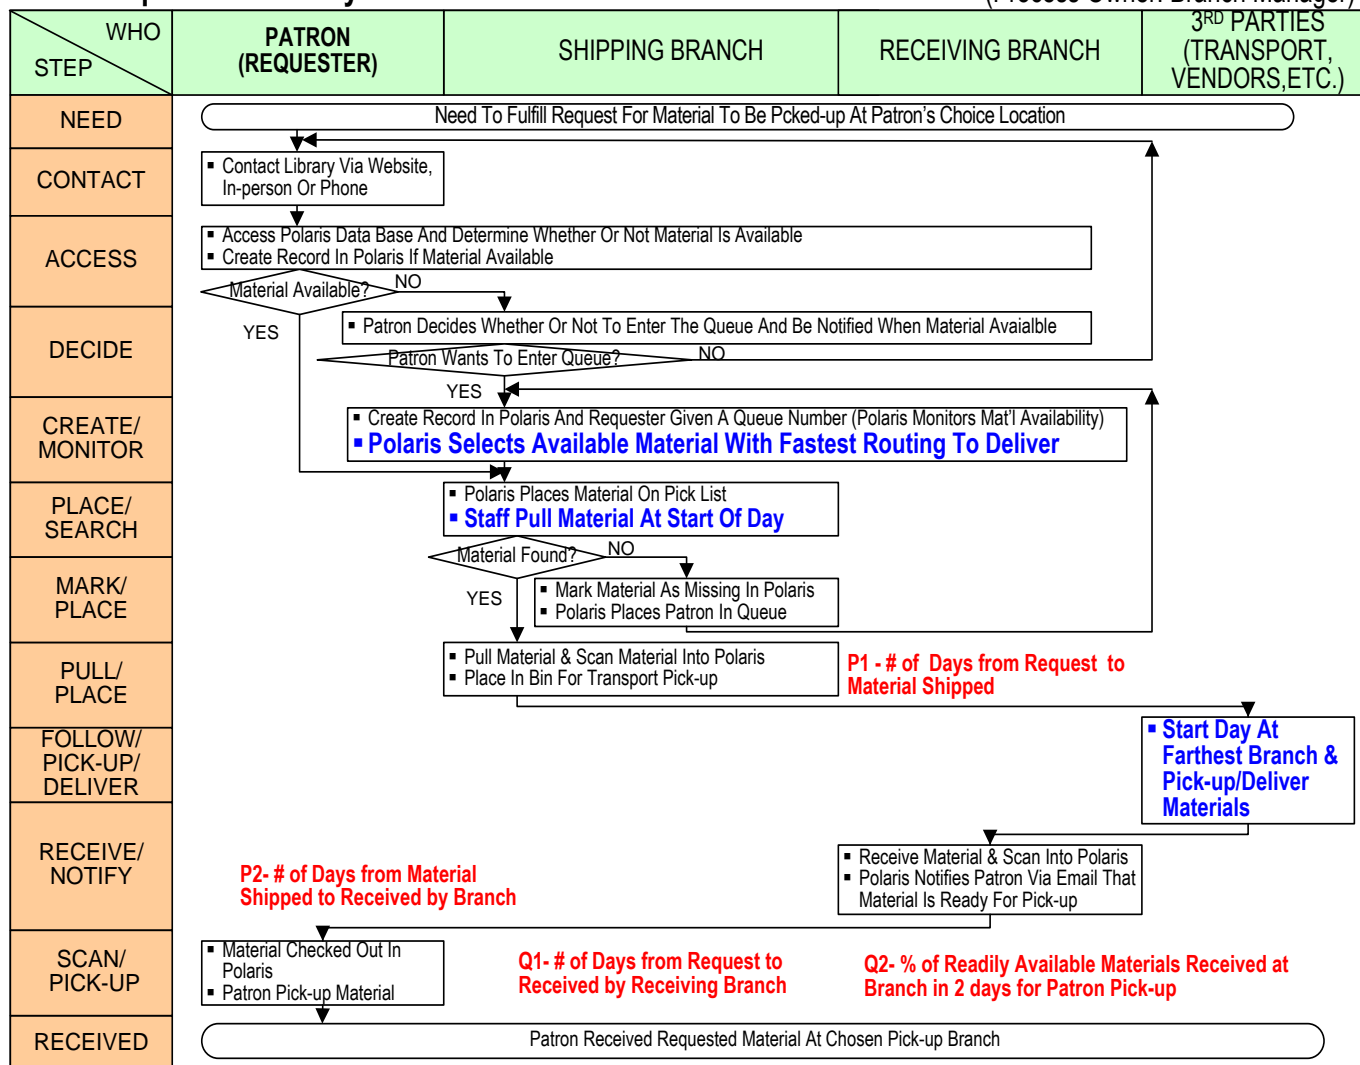 (Process Owner: Branch Manager)
WHO
STEP
PATRON
(REQUESTER)
SHIPPING BRANCH
RECEIVING BRANCH
3RD PARTIES
(TRANSPORT,
VENDORS,ETC.)
NEED
Need To Fulfill Request For Material To Be Pcked-up At Patron's Choice Location
CONTACT
▪ Contact Library Via Website,
In-person Or Phone
ACCESS
▪ Access Polaris Data Base And Determine Whether Or Not Material Is Available
▪ Create Record In Polaris If Material Available
Material Available?
NO
YES
DECIDE
▪ Patron Decides Whether Or Not To Enter The Queue And Be Notified When Material Avaialble
Patron Wants To Enter Queue?
NO
YES
CREATE/
MONITOR
▪ Create Record In Polaris And Requester Given A Queue Number (Polaris Monitors Mat'l Availability)
▪ Polaris Selects Available Material With Fastest Routing To Deliver
PLACE/
SEARCH
▪ Polaris Places Material On Pick List
▪ Staff Pull Material At Start Of Day
Material Found?
NO
YES
MARK/
PLACE
▪ Mark Material As Missing In Polaris
▪ Polaris Places Patron In Queue
PULL/
PLACE
▪ Pull Material & Scan Material Into Polaris
▪ Place In Bin For Transport Pick-up
P1 - # of Days from Request to
Material Shipped
FOLLOW/
PICK-UP/
DELIVER
▪ Start Day At
Farthest Branch &
Pick-up/Deliver
Materials
RECEIVE/
NOTIFY
P2- # of Days from Material
Shipped to Received by Branch
▪ Receive Material & Scan Into Polaris
▪ Polaris Notifies Patron Via Email That
Material Is Ready For Pick-up
SCAN/
PICK-UP
▪ Material Checked Out In
Polaris
▪ Patron Pick-up Material
Q1- # of Days from Request to
Received by Receiving Branch
Q2- % of Readily Available Materials Received at
Branch in 2 days for Patron Pick-up
RECEIVED
Patron Received Requested Material At Chosen Pick-up Branch